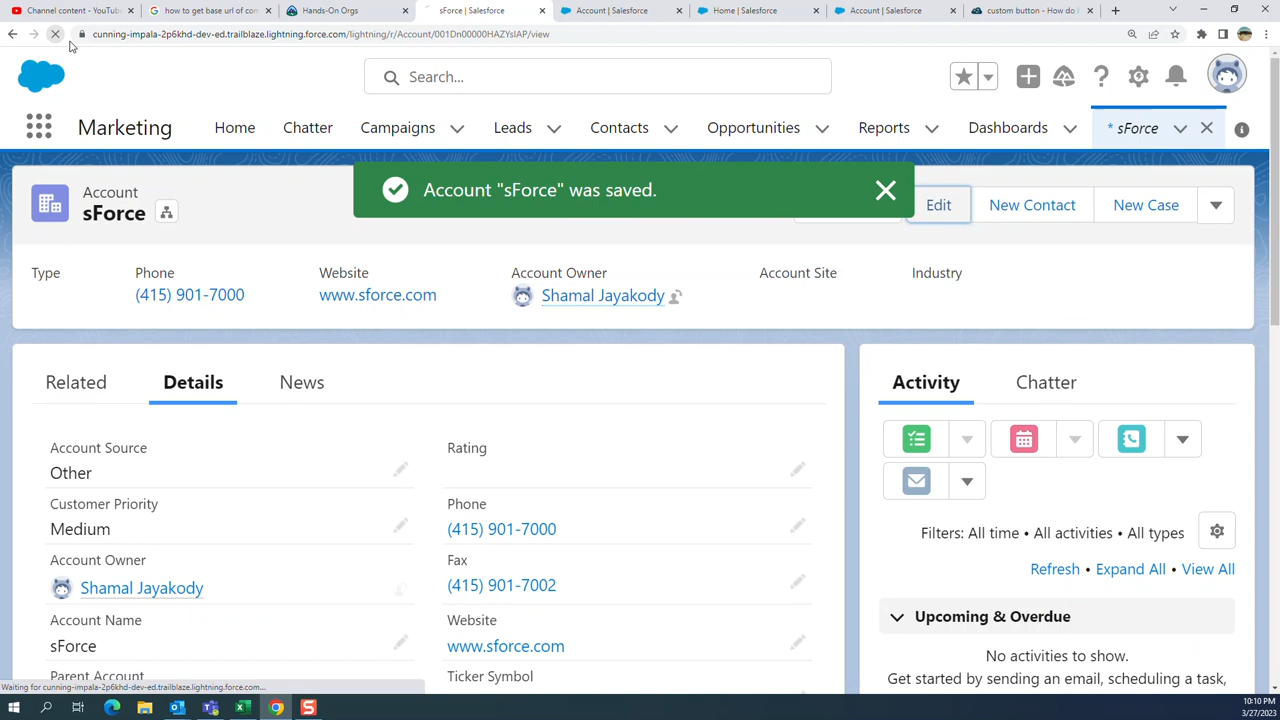 Channel content - YouTub
how to get base url of com
Hands-On Orgs
sForce | Salesforce
Account | Salesforce
Home | Salesforce
Account | Salesforce
custom button - How do I
cunning-impala-2p6khd-dev-ed.trailblaze.lightning.force.com/lightning/r/Account/001Dn00000HAZYsIAP/view
Search...
Marketing
Home
Chatter
Campaigns
Leads
Contacts
Opportunities
Reports
Dashboards
* sForce
Account
sForce
Account "sForce" was saved.
Edit
New Contact
New Case
Type
Phone
Website
Account Owner
Account Site
Industry
(415) 901-7000
www.sforce.com
Shamal Jayakody
Related
Details
News
Activity
Chatter
Account Source
Other
Rating
Customer Priority
Medium
Phone
(415) 901-7000
Account Owner
Shamal Jayakody
Fax
(415) 901-7002
Account Name
sForce
Website
www.sforce.com
Parent Account
Ticker Symbol
Filters: All time • All activities • All types
Refresh • Expand All • View All
Upcoming & Overdue
No activities to show.
Get started by sending an email, scheduling a task,
Waiting for cunning-impala-2p6khd-dev-ed.trailblaze.lightning.force.com...
10:10 PM
3/27/2023